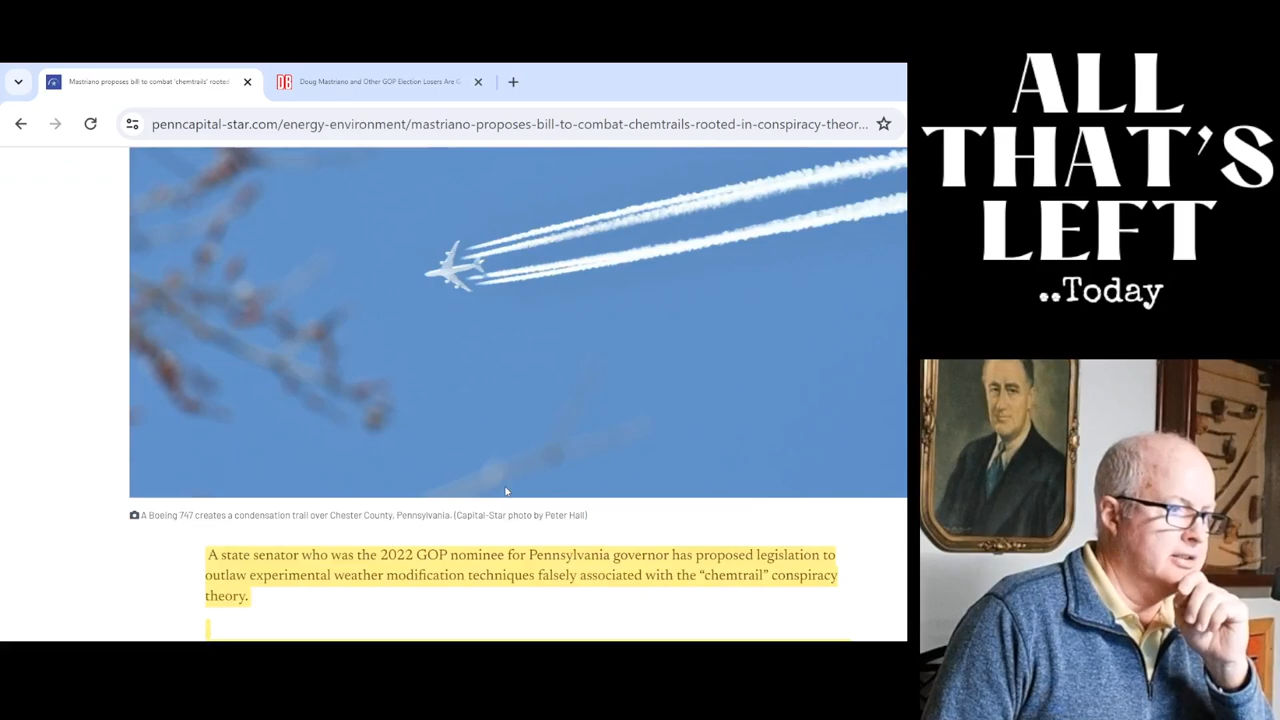 Mastriano proposes bill to combat 'chemtrails' rooted
Doug Mastriano and Other GOP Election Losers Are G
penncapital-star.com/energy-environment/mastriano-proposes-bill-to-combat-chemtrails-rooted-in-conspiracy-theor...
A Boeing 747 creates a condensation trail over Chester County, Pennsylvania. (Capital-Star photo by Peter Hall)
A state senator who was the 2022 GOP nominee for Pennsylvania governor has proposed legislation to
outlaw experimental weather modification techniques falsely associated with the “chemtrail” conspiracy
theory.
ALL
THAT'S
LEFT
..Today